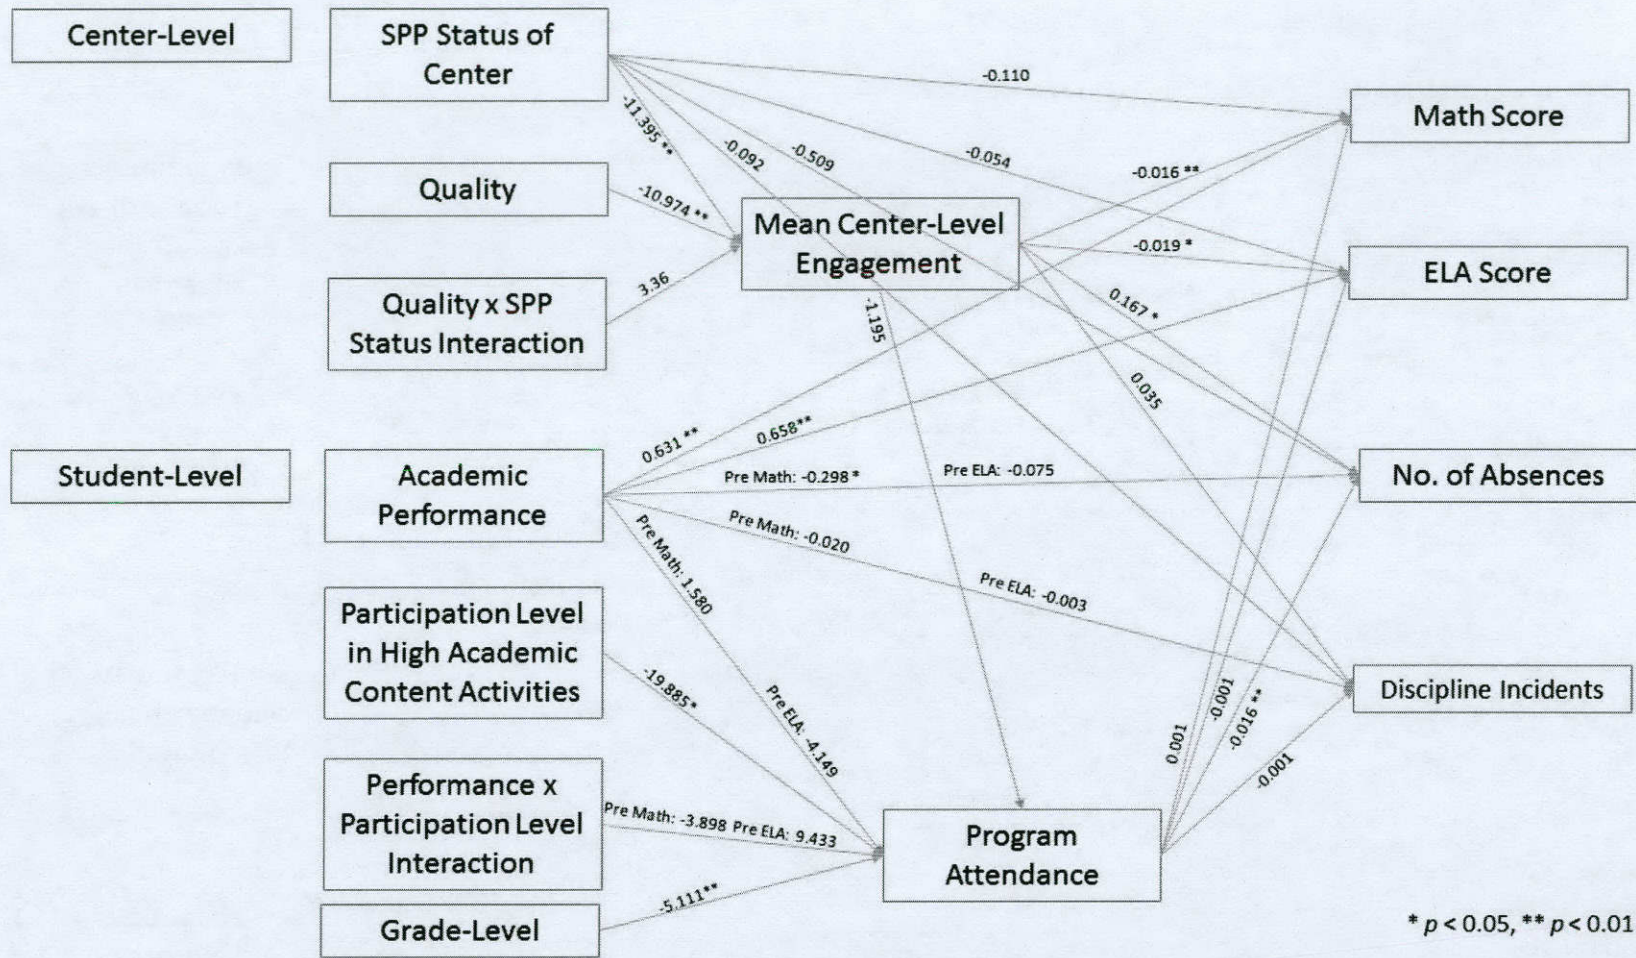 Center-Level
SPP Status of
Center
Quality
Quality x SPP
Status Interaction
Mean Center-Level
Engagement
Student-Level
Academic
Performance
Participation Level
in High Academic
Content Activities
Performance x
Participation Level
Interaction
Grade-Level
Program
Attendance
Math Score
ELA Score
No. of Absences
Discipline Incidents
-0.110
-11.395 **
-0.092
-0.509
-0.054
-10.974 **
3.36
-0.016 **
-0.019 *
0.167 *
0.035
-1.195
0.631 **
0.658**
Pre Math: -0.298 *
Pre ELA: -0.075
Pre Math: -0.020
Pre ELA: -0.003
Pre Math: 1.580
Pre ELA: -4.149
-19.885*
Pre Math: -3.898 Pre ELA: 9.433
-5.111**
0.001
-0.001
-0.016 **
-0.001
* p < 0.05, ** p < 0.01